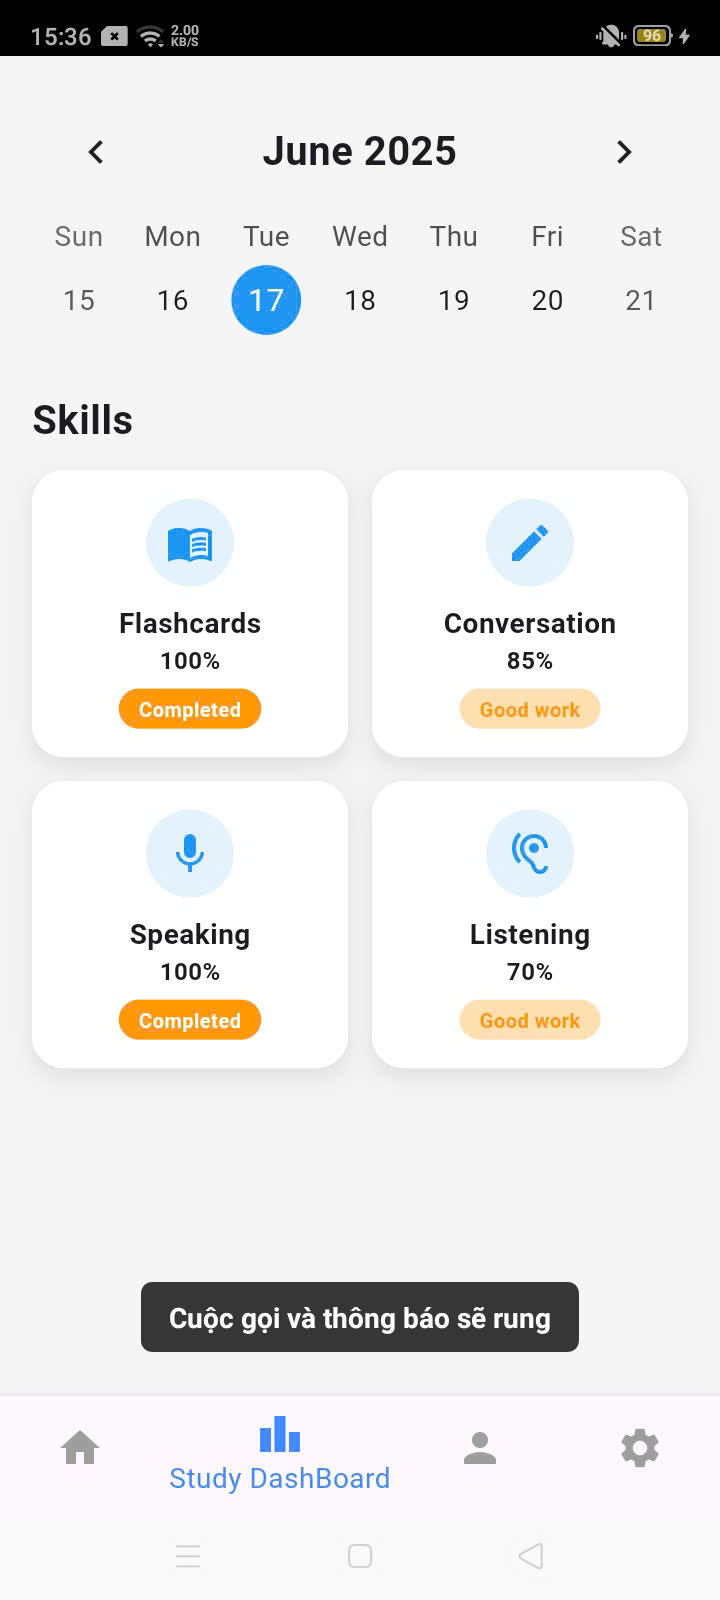 15:36 2.00 KB/S 96
June 2025
Sun Mon Tue Wed Thu Fri Sat
15 16 17 18 19 20 21
Skills
Flashcards
100%
Completed
Conversation
85%
Good work
Speaking
100%
Completed
Listening
70%
Good work
Cuộc gọi và thông báo sẽ rung
Study DashBoard